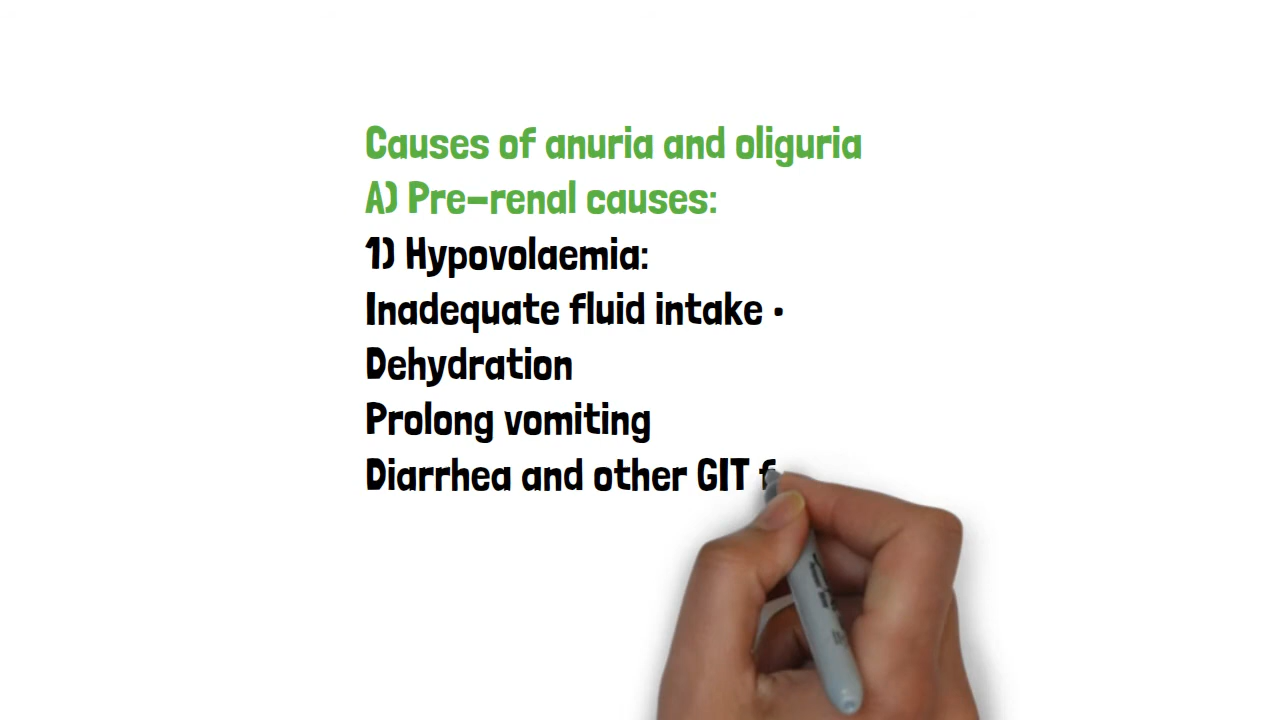 Causes of anuria and oliguria
A) Pre-renal causes:
1) Hypovolaemia:
Inadequate fluid intake •
Dehydration
Prolong vomiting
Diarrhea and other GIT f